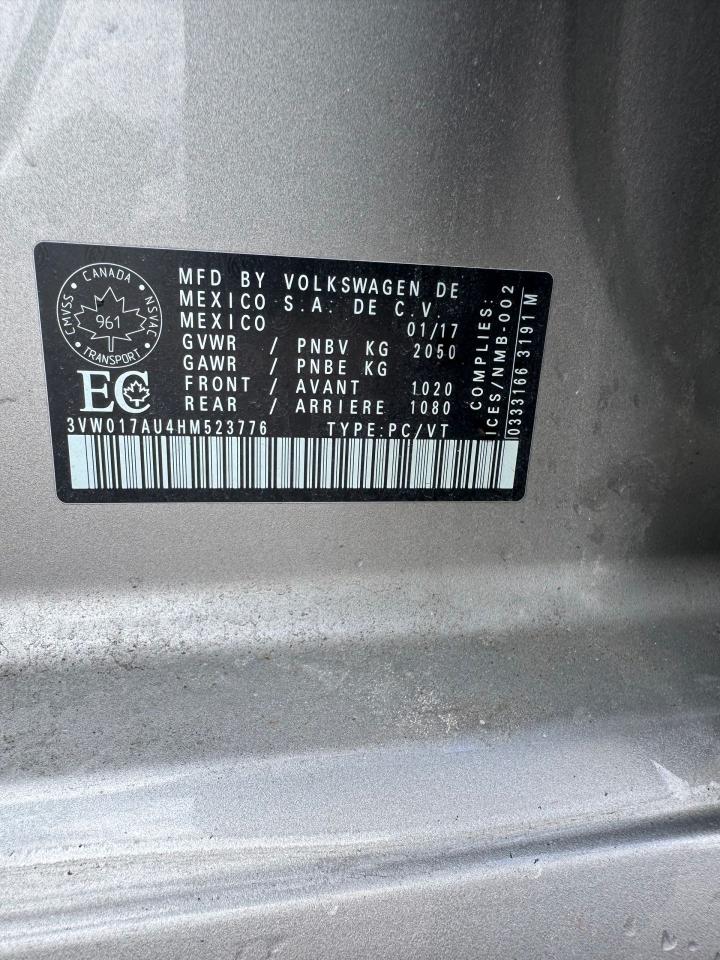 CANADA
CMVSS
NSVAC
961
TRANSPORT
EC
MFD BY VOLKSWAGEN DE
MEXICO S.A. DE C.V.
MEXICO 01/17
GVWR / PNBV KG 2050
GAWR / PNBE KG
FRONT / AVANT 1020
REAR / ARRIERE 1080
3VW017AU4HM523776 TYPE:PC/VT
COMPLIES:
ICES/NMB-002
0333166 3191 M